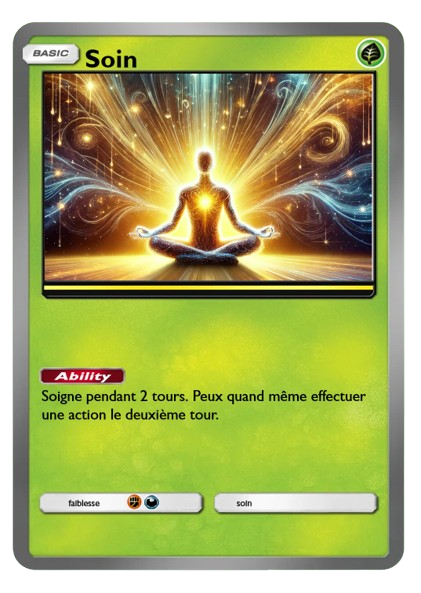 BASIC
Soin
Ability
Soigne pendant 2 tours. Peux quand même effectuer
une action le deuxième tour.
faiblesse
soin